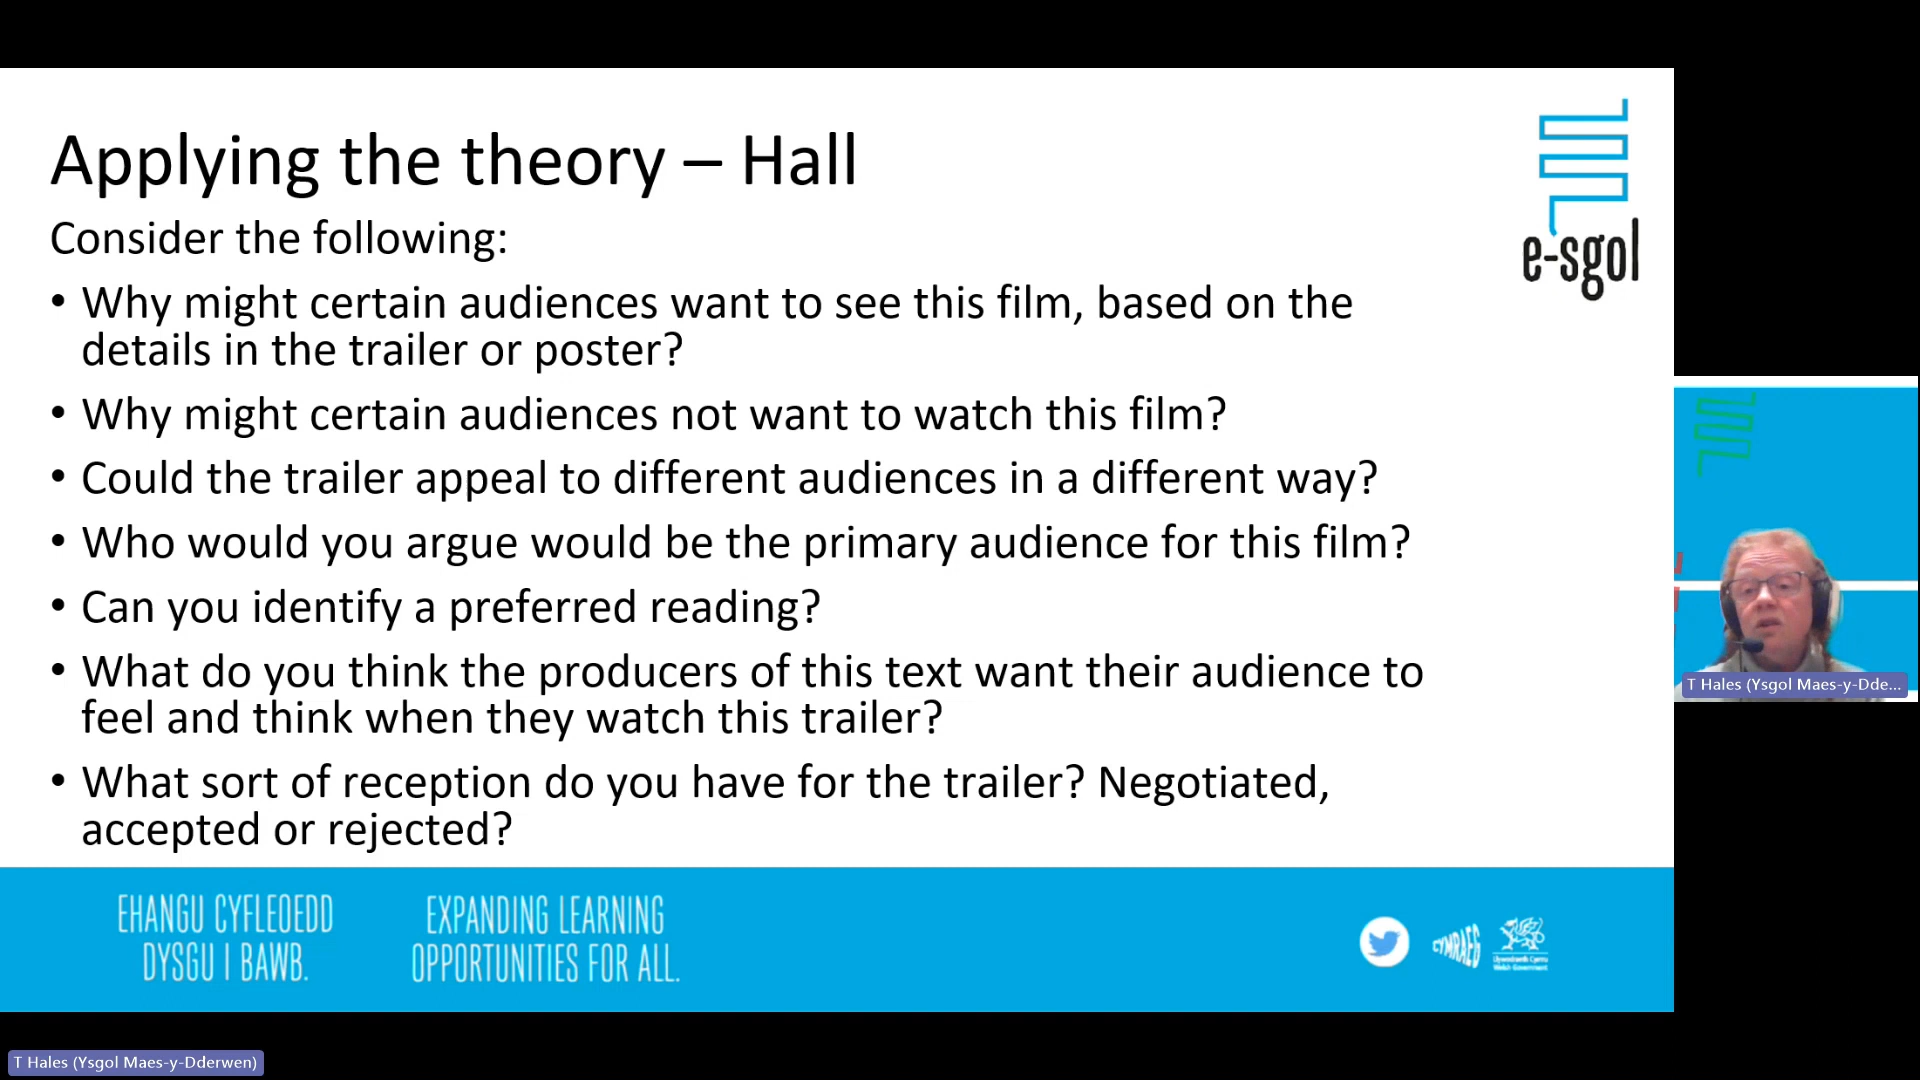 Applying the theory – Hall
Consider the following:
• Why might certain audiences want to see this film, based on the
details in the trailer or poster?
• Why might certain audiences not want to watch this film?
• Could the trailer appeal to different audiences in a different way?
• Who would you argue would be the primary audience for this film?
• Can you identify a preferred reading?
• What do you think the producers of this text want their audience to
feel and think when they watch this trailer?
• What sort of reception do you have for the trailer? Negotiated,
accepted or rejected?
e-sgol
T Hales (Ysgol Maes-y-Dde...
EHANGU CYFLEOEDD
DYSGU I BAWB.
EXPANDING LEARNING
OPPORTUNITIES FOR ALL.
CYMRAEG
Llywodraeth Cymru
Welsh Government
T Hales (Ysgol Maes-y-Dderwen)